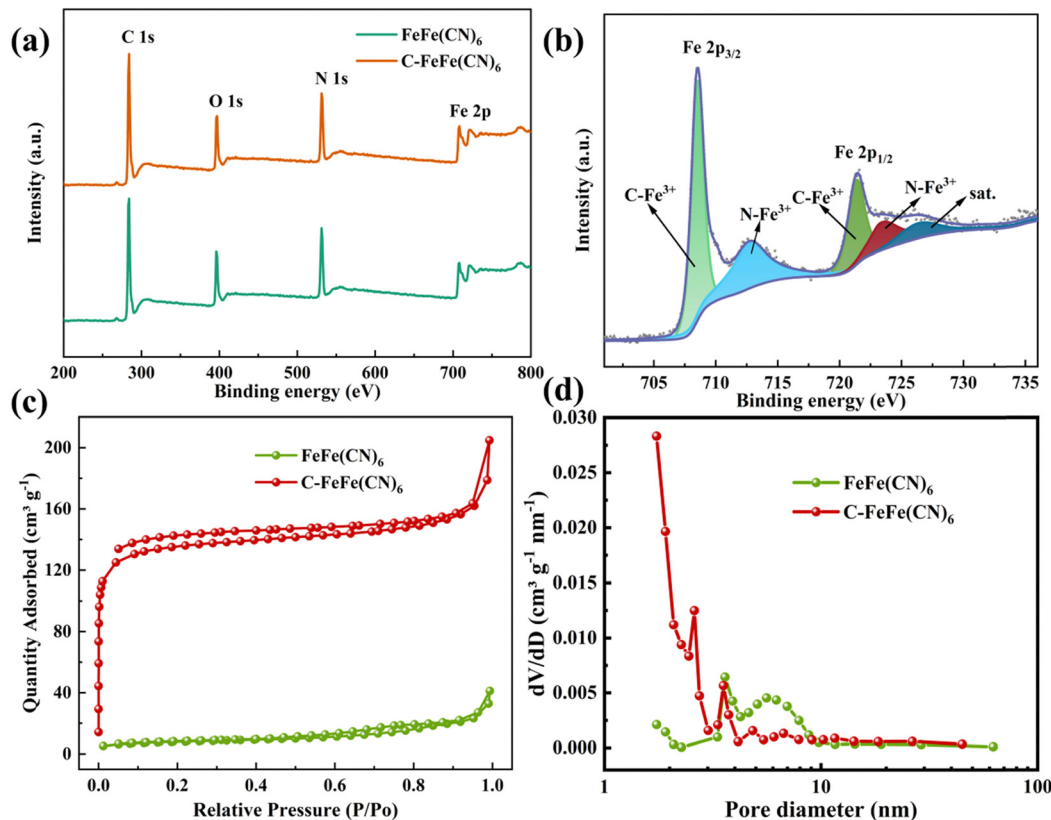 (a)
C 1s
O 1s
N 1s
Fe 2p
FeFe(CN)₆
C-FeFe(CN)₆
Intensity (a.u.)
200 300 400 500 600 700 800
Binding energy (eV)
(b)
Fe 2p₃/₂
Fe 2p₁/₂
C-Fe³⁺
N-Fe³⁺
C-Fe³⁺
N-Fe³⁺
sat.
Intensity (a.u.)
705 710 715 720 725 730 735
Binding energy (eV)
(c)
FeFe(CN)₆
C-FeFe(CN)₆
Quantity Adsorbed (cm³ g⁻¹)
200
160
120
80
40
0
0.0 0.2 0.4 0.6 0.8 1.0
Relative Pressure (P/Po)
(d)
FeFe(CN)₆
C-FeFe(CN)₆
dV/dD (cm³ g⁻¹ nm⁻¹)
0.030
0.025
0.020
0.015
0.010
0.005
0.000
1 10 100
Pore diameter (nm)